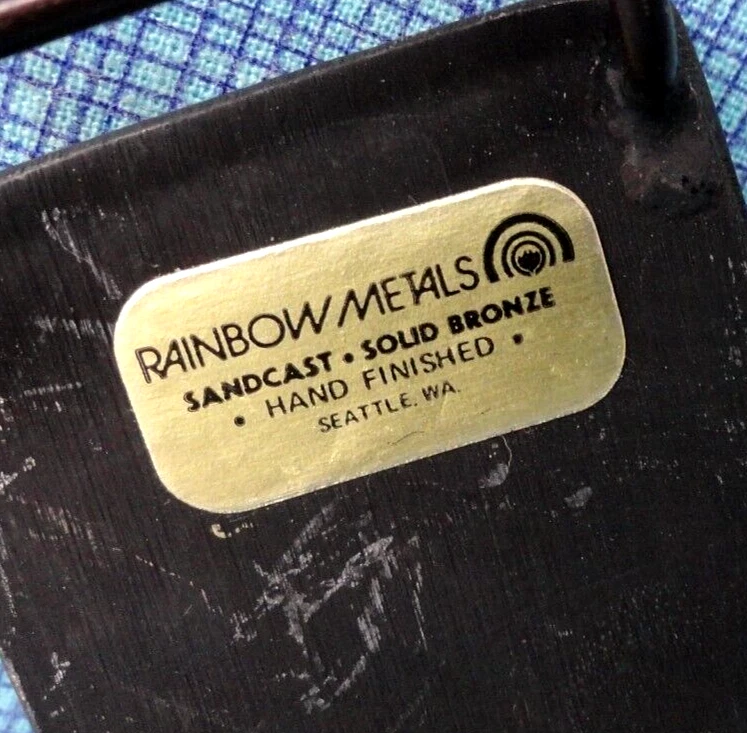 RAINBOW METALS
SANDCAST • SOLID BRONZE
• HAND FINISHED •
SEATTLE, WA.